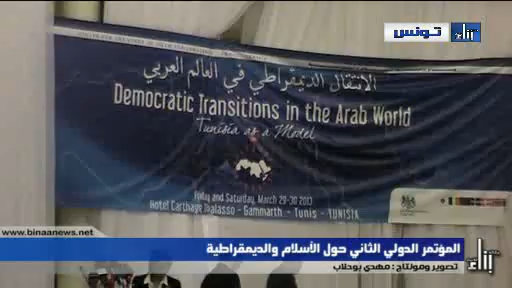 تونس
بناء
الانتقال الديمقراطي في العالم العربي
Democratic Transitions in the Arab World
Tunisia as a Model
Friday and Saturday, March 29-30 2013
Hotel Carthage Thalasso - Gammarth - Tunis - TUNISIA
www.binaanews.net
المؤتمر الدولي الثاني حول الأسلام والديمقراطية
تصوير ومونتاج : مهدي بوحلاب
بناء